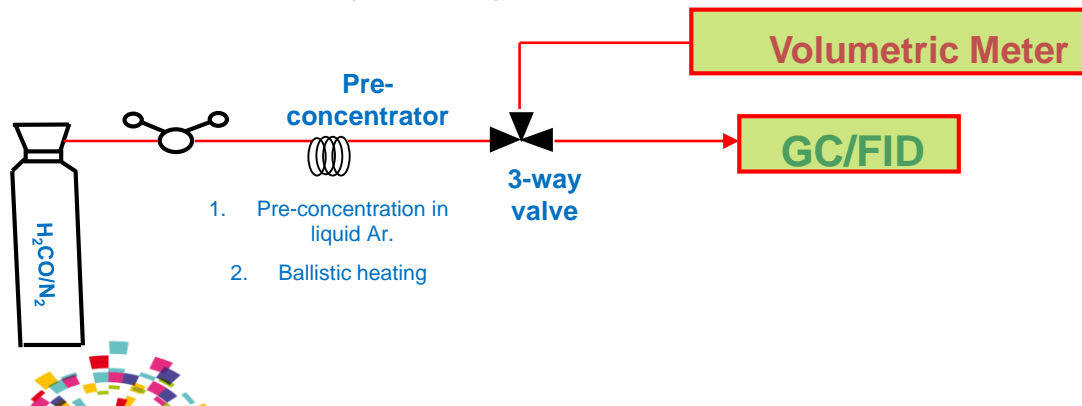 Volumetric Meter
Pre-
concentrator
GC/FID
3-way
valve
H₂CO/N₂
1. Pre-concentration in
liquid Ar.
2. Ballistic heating